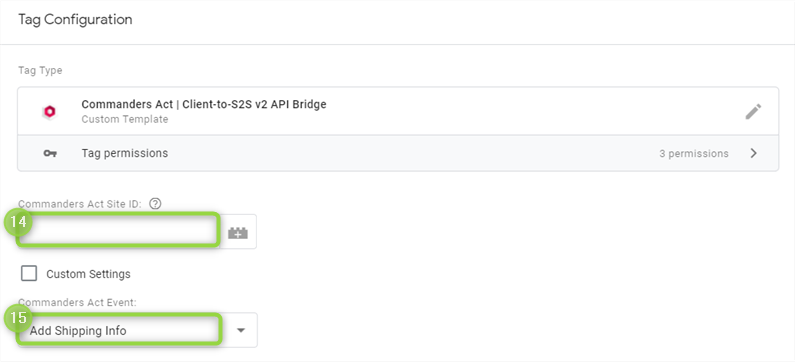 Tag Configuration
Tag Type
Commanders Act | Client-to-S2S v2 API Bridge
Custom Template
Tag permissions 3 permissions
Commanders Act Site ID: ?
14
Custom Settings
Commanders Act Event:
15
Add Shipping Info